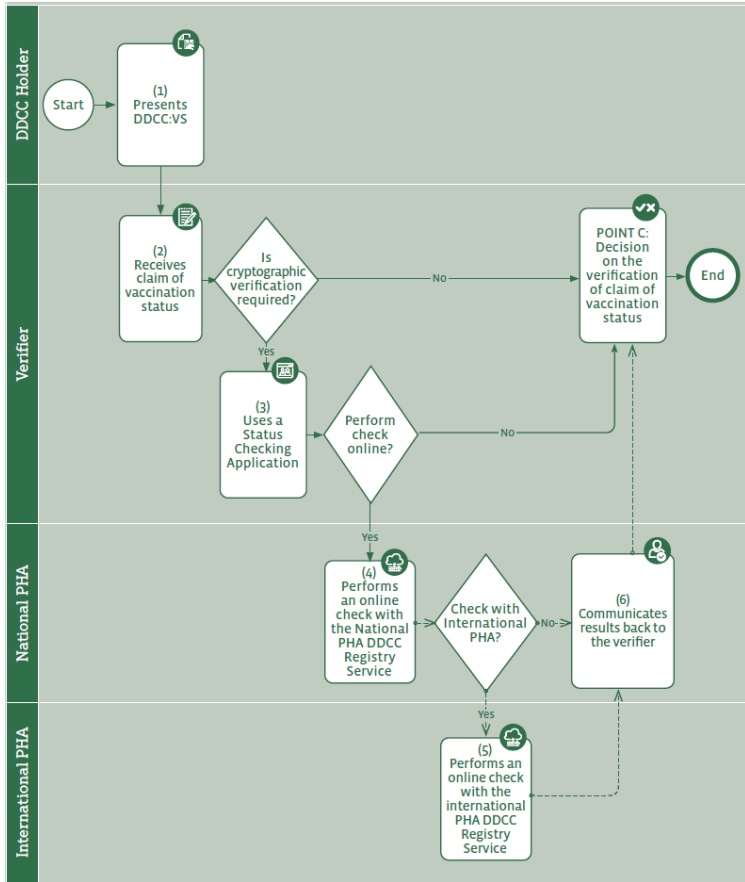 DDCC Holder
Start
(1)
Presents
DDCC:VS
Verifier
(2)
Receives
claim of
vaccination
status
Is
cryptographic
verification
required?
No
POINT C:
Decision
on the
verification
of claim of
vaccination
status
End
Yes
(3)
Uses a
Status
Checking
Application
Perform
check
online?
No
Yes
National PHA
(4)
Performs
an online
check with
the National
PHA DDCC
Registry
Service
Check with
International
PHA?
No
(6)
Communicates
results back to
the verifier
Yes
International PHA
(5)
Performs an
online check
with the
international
PHA DDCC
Registry
Service